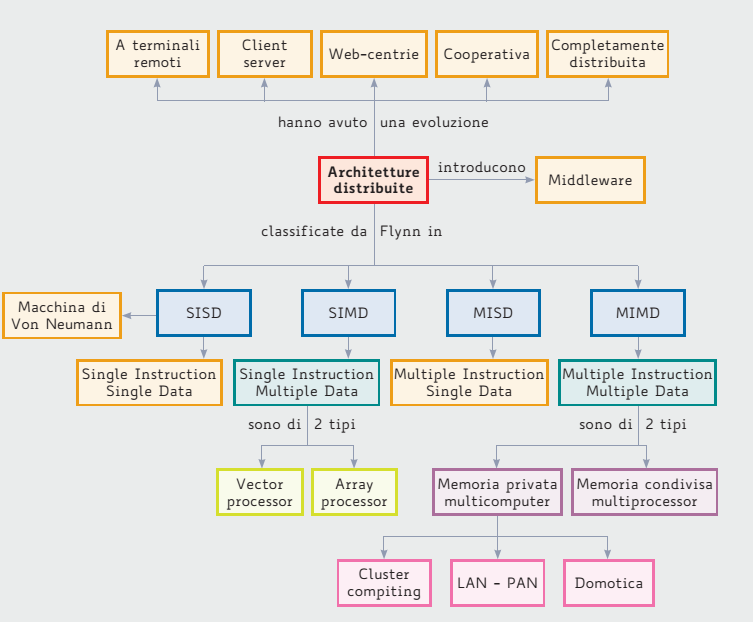 A terminali
remoti
Client
server
Web-centrie
Cooperativa
Completamente
distribuita
hanno avuto una evoluzione
Architetture
distribuite
introducono
Middleware
classificate da Flynn in
Macchina di
Von Neumann
SISD
SIMD
MISD
MIMD
Single Instruction
Single Data
Single Instruction
Multiple Data
Multiple Instruction
Single Data
Multiple Instruction
Multiple Data
sono di 2 tipi
sono di 2 tipi
Vector
processor
Array
processor
Memoria privata
multicomputer
Memoria condivisa
multiprocessor
Cluster
compiting
LAN - PAN
Domotica